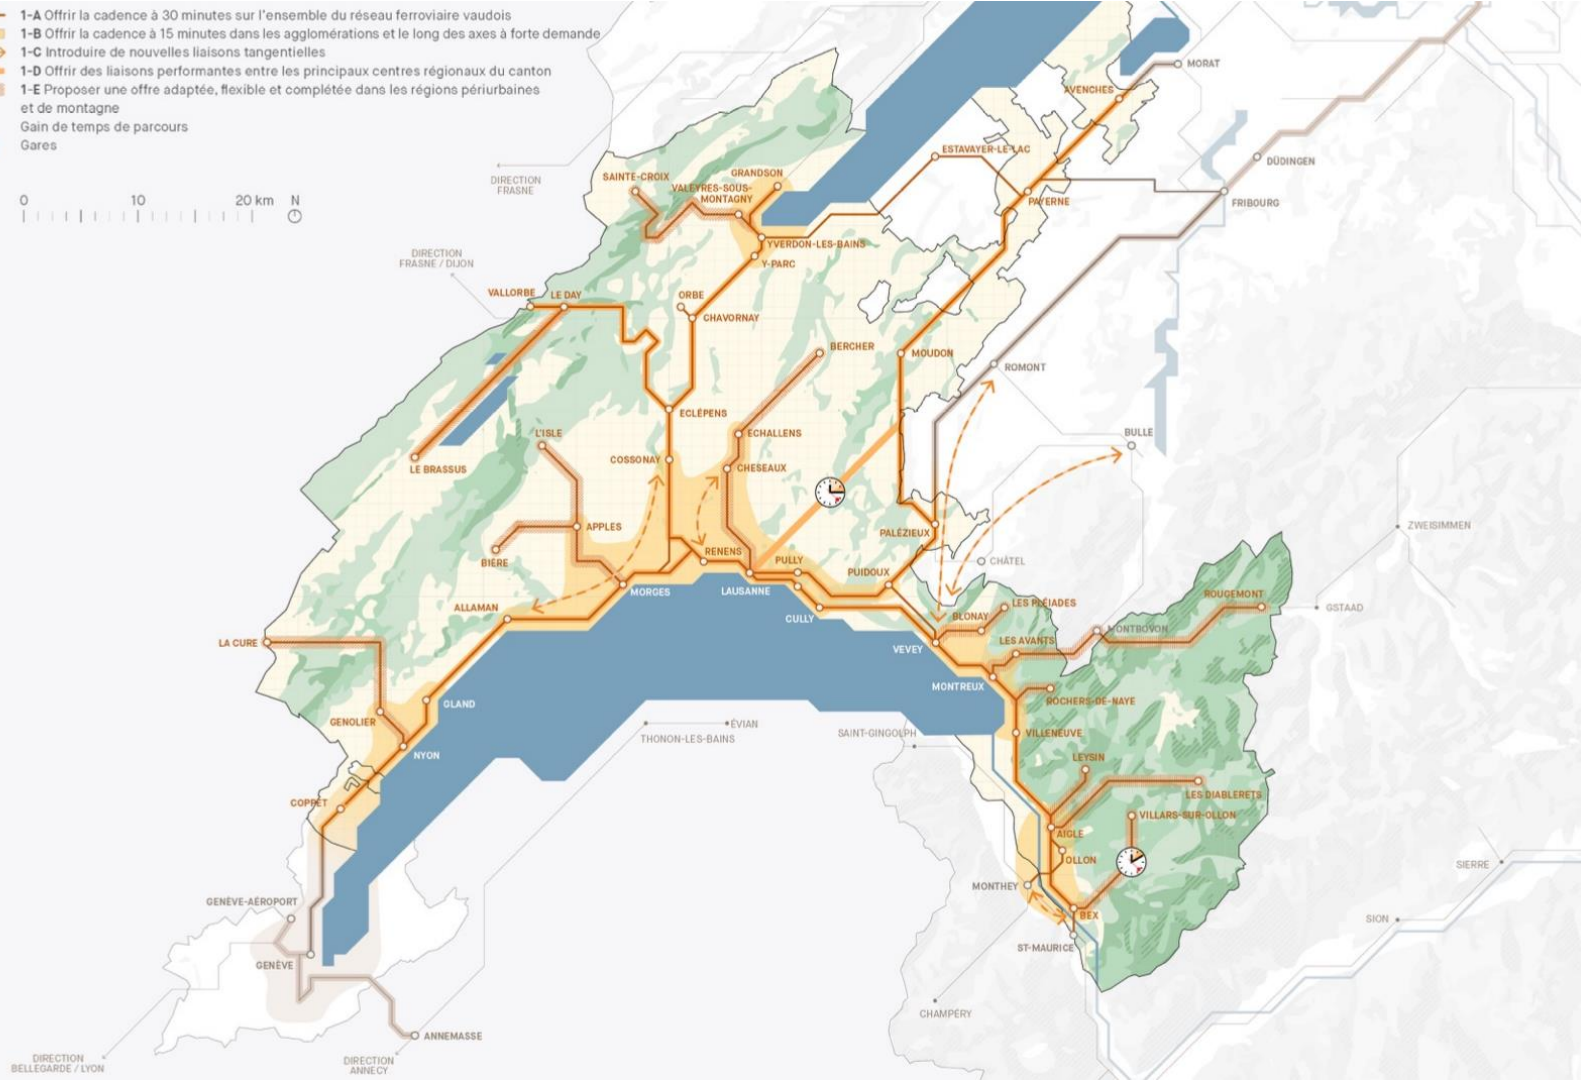 1-A Offrir la cadence à 30 minutes sur l'ensemble du réseau ferroviaire vaudois
1-B Offrir la cadence à 15 minutes dans les agglomérations et le long des axes à forte demande
1-C Introduire de nouvelles liaisons tangentielles
1-D Offrir des liaisons performantes entre les principaux centres régionaux du canton
1-E Proposer une offre adaptée, flexible et complétée dans les régions périurbaines
et de montagne
Gain de temps de parcours
Gares
0 10 20 km N
MORAT
AVENCHES
ESTAVAYER-LE-LAC
DÜDINGEN
DIRECTION
FRASNE
SAINTE-CROIX
GRANDSON
VALEYRES-SOUS-
MONTAGNY
PAYERNE
FRIBOURG
YVERDON-LES-BAINS
Y-PARC
DIRECTION
FRASNE / DIJON
VALLORBE
LE DAY
ORBE
CHAVORNAY
BERCHER
MOUDON
ROMONT
ECLÉPENS
L'ISLE
ECHALLENS
BULLE
COSSONAY
LE BRASSUS
CHESEAUX
APPLES
PALÉZIEUX
ZWEISIMMEN
BIÈRE
RENENS
PULLY
CHÂTEL
PUIDOUX
MORGES
LAUSANNE
ALLAMAN
CULLY
BLONAY
LES PLÉIADES
ROUGEMONT
GSTAAD
LA CURE
VEVEY
LES AVANTS
MONTBOVON
MONTREUX
GLAND
ROCHERS-DE-NAYE
GENOLIER
ÉVIAN
THONON-LES-BAINS
SAINT-GINGOLPH
VILLENEUVE
NYON
LEYSIN
LES DIABLERETS
COPPET
VILLARS-SUR-OLLON
AIGLE
OLLON
SIERRE
MONTHEY
GENÈVE-AÉROPORT
BEX
SION
ST-MAURICE
GENÈVE
CHAMPÉRY
ANNEMASSE
DIRECTION
BELLEGARDE / LYON
DIRECTION
ANNECY